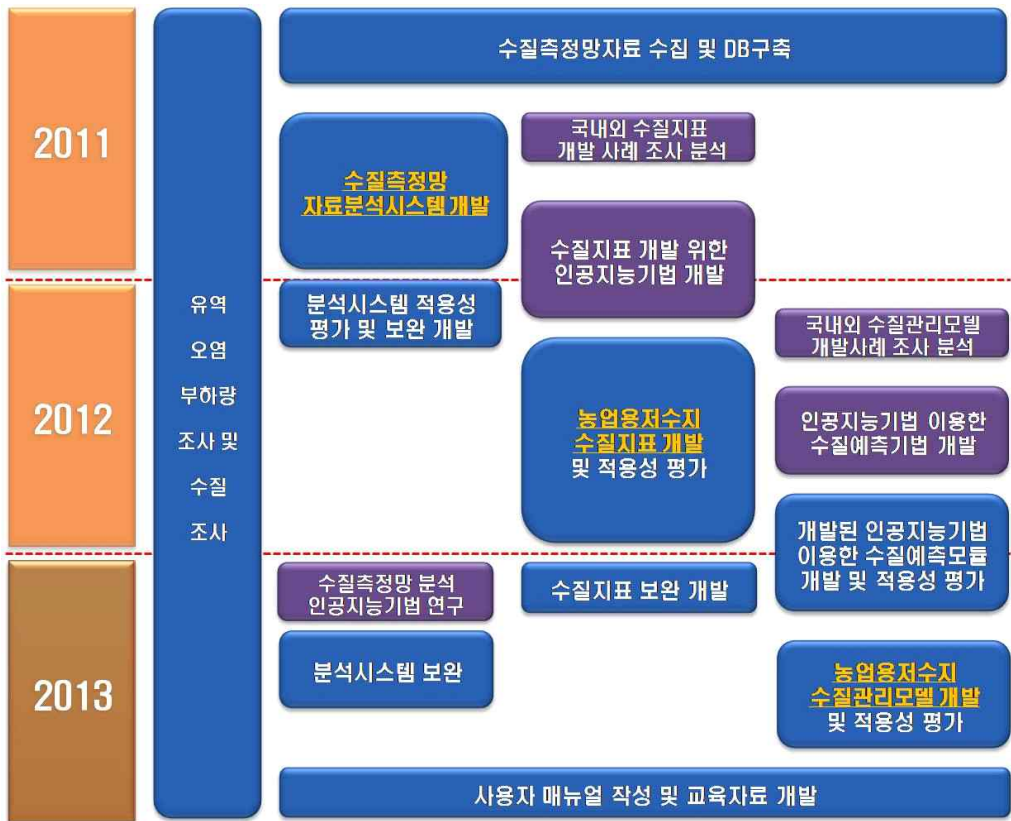 수질측정망자료 수집 및 DB구축
2011
수질측정망
자료분석시스템 개발
국내외 수질지표
개발 사례 조사 분석
수질지표 개발 위한
인공지능기법 개발
유역
오염
부하량
조사 및
수질
조사
2012
분석시스템 적용성
평가 및 보완 개발
농업용저수지
수질지표 개발
및 적용성 평가
국내외 수질관리모델
개발사례 조사 분석
인공지능기법 이용한
수질예측기법 개발
개발된 인공지능기법
이용한 수질예측모듈
개발 및 적용성 평가
2013
수질측정망 분석
인공지능기법 연구
분석시스템 보완
수질지표 보완 개발
농업용저수지
수질관리모델 개발
및 적용성 평가
사용자 매뉴얼 작성 및 교육자료 개발